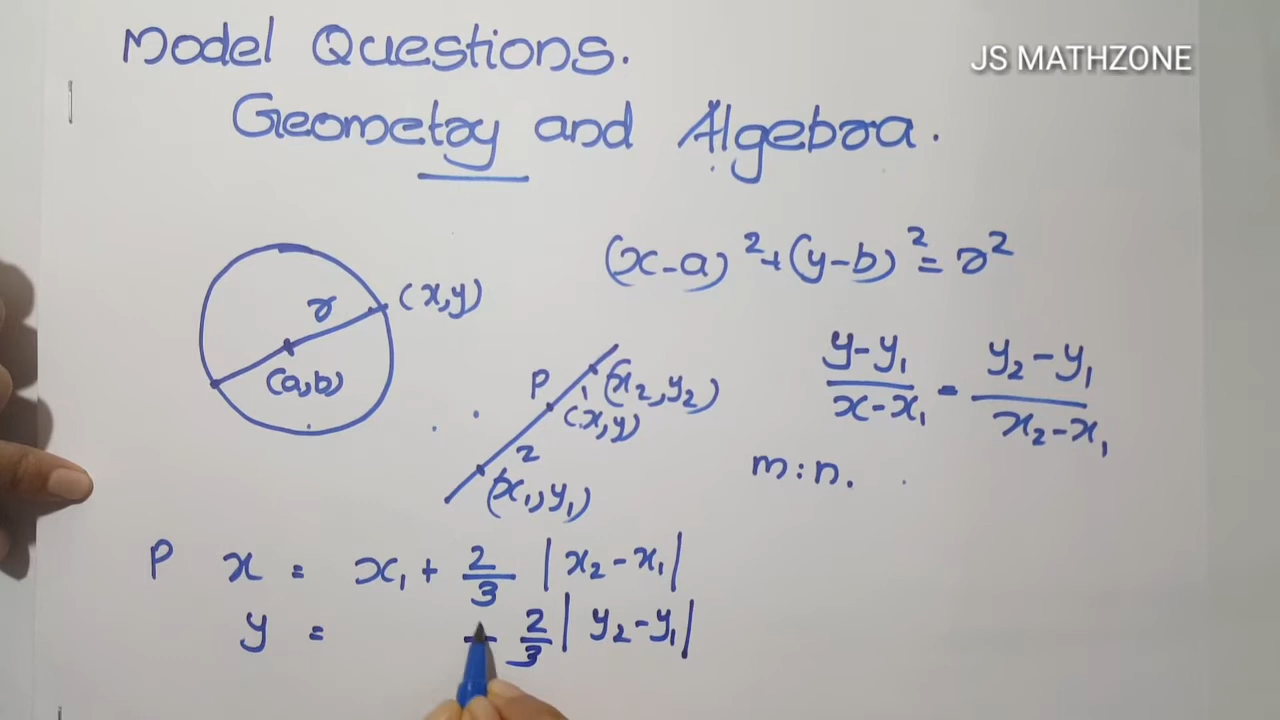 Model Questions.
JS MATHZONE
Geometry and Algebra.
(x-a)²+(y-b)²=r²
r
(x,y)
(a,b)
P
(x₂,y₂)
1
(x,y)
2
(x₁,y₁)
y-y₁/x-x₁ = y₂-y₁/x₂-x₁
m:n.
P x = x₁ + 2/3 |x₂-x₁|
y = + 2/3 |y₂-y₁|